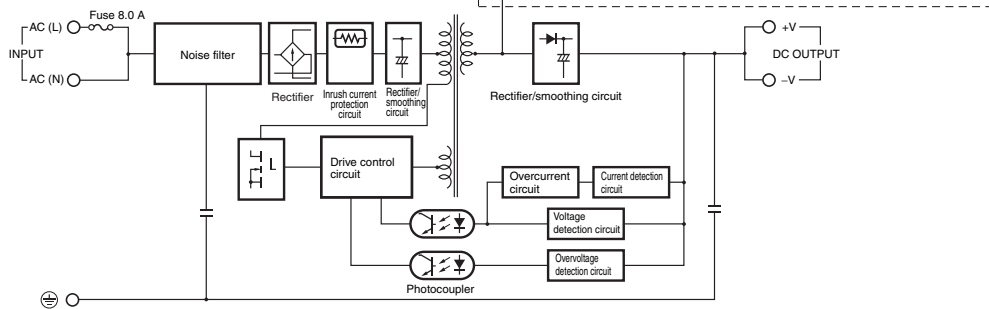 Fuse 8.0 A
AC (L)
INPUT
AC (N)
Noise filter
Rectifier
Inrush current
protection
circuit
Rectifier/
smoothing
circuit
Rectifier/smoothing circuit
+V
DC OUTPUT
–V
Drive control
circuit
Overcurrent
circuit
Current detection
circuit
Voltage
detection circuit
Overvoltage
detection circuit
Photocoupler